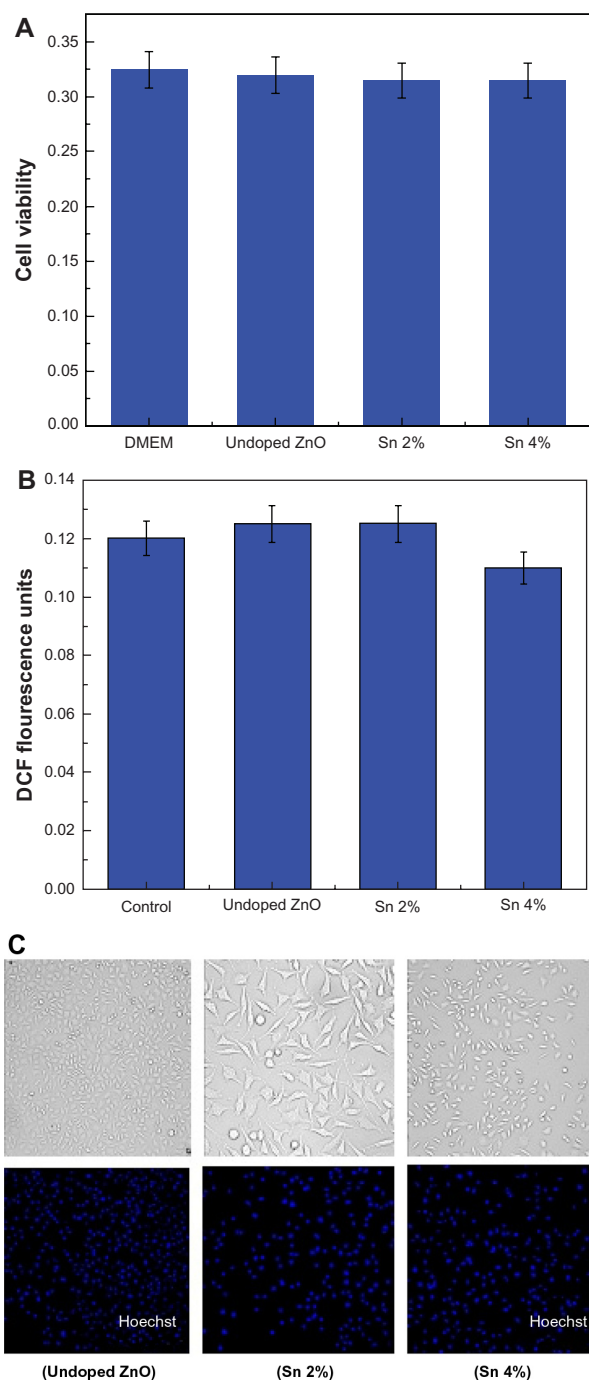 A
Cell viability
0.35
0.30
0.25
0.20
0.15
0.10
0.05
0.00
DMEM Undoped ZnO Sn 2% Sn 4%
B
DCF flourescence units
0.14
0.12
0.10
0.08
0.06
0.04
0.02
0.00
Control Undoped ZnO Sn 2% Sn 4%
C
Hoechst Hoechst
(Undoped ZnO) (Sn 2%) (Sn 4%)